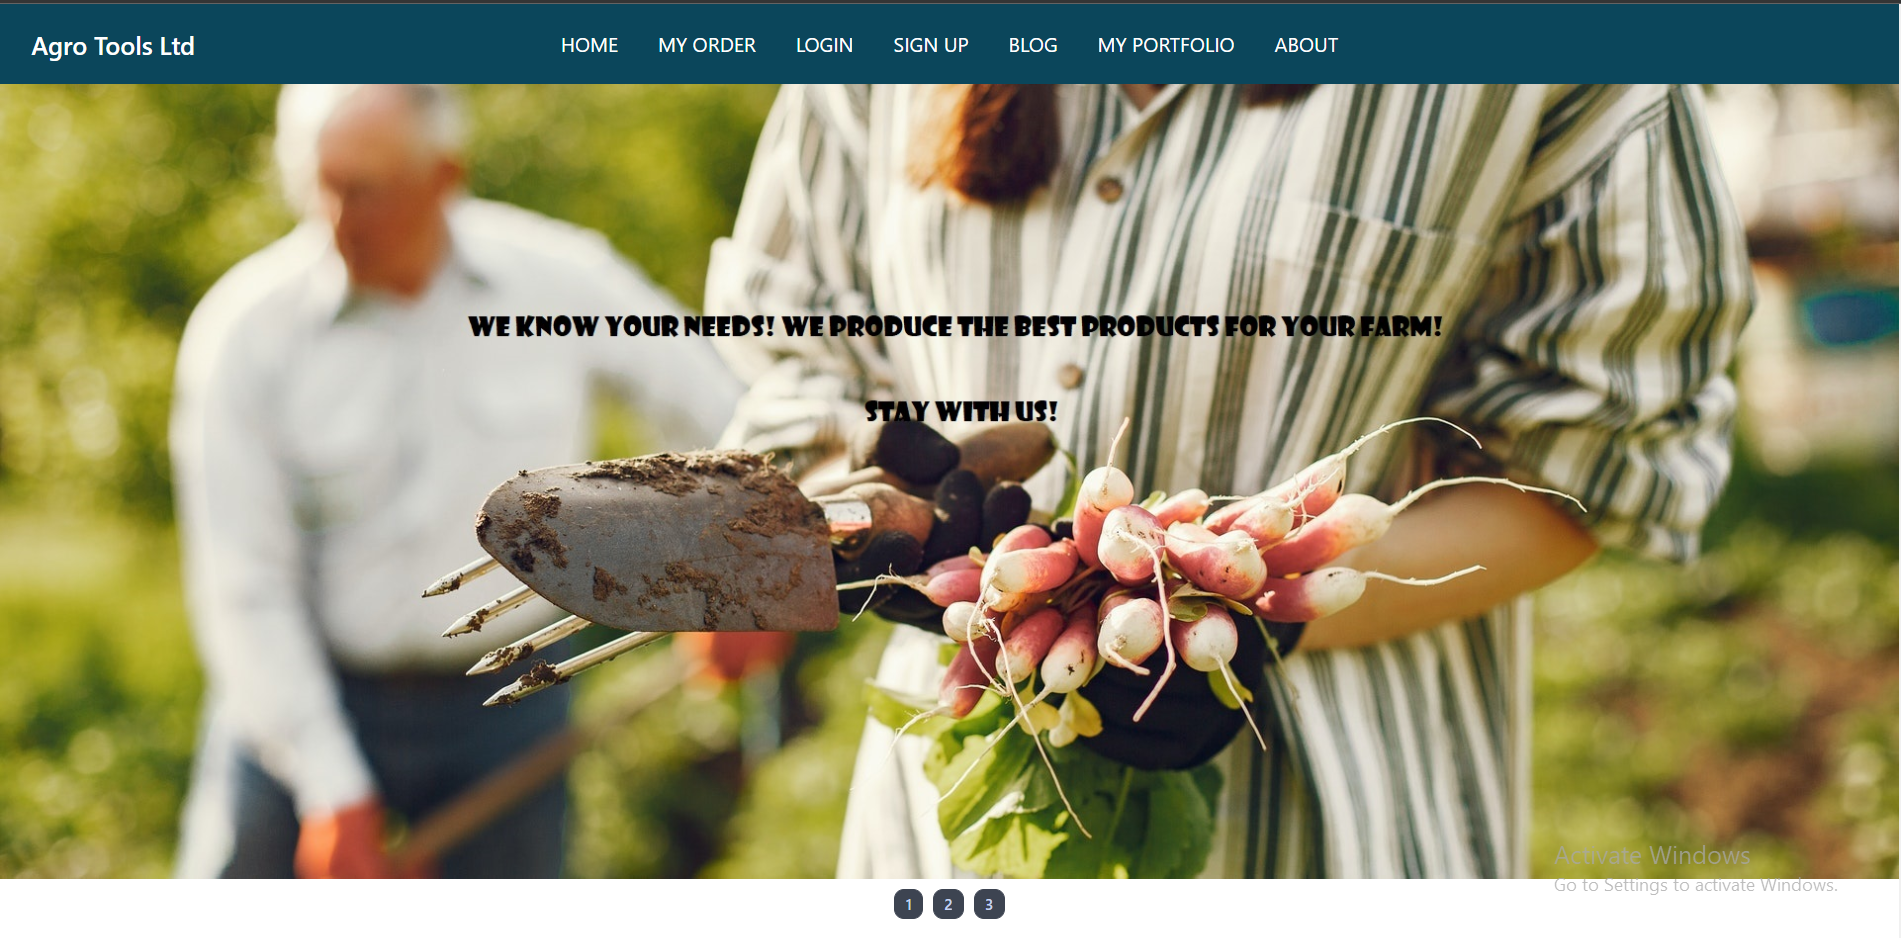 Agro Tools Ltd
HOME MY ORDER LOGIN SIGN UP BLOG MY PORTFOLIO ABOUT
WE KNOW YOUR NEEDS! WE PRODUCE THE BEST PRODUCTS FOR YOUR FARM!
STAY WITH US!
Activate Windows
Go to Settings to activate Windows.
1 2 3